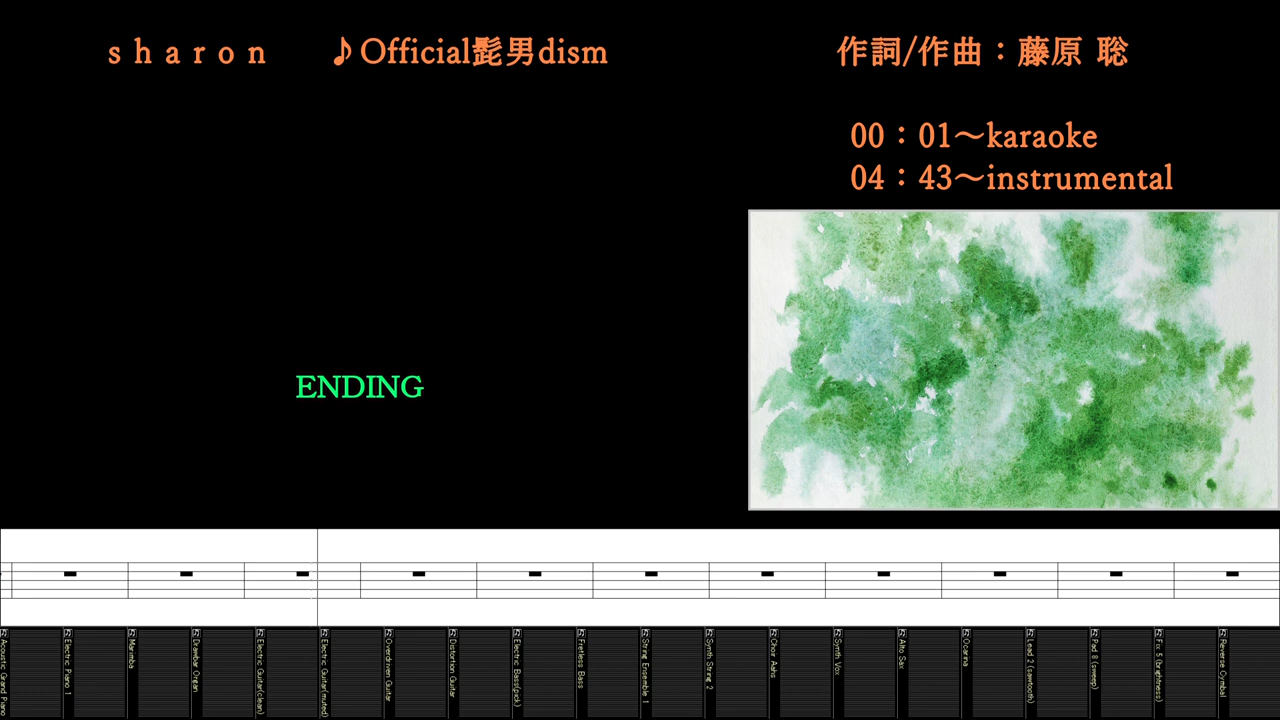 ｓｈａｒｏｎ　　♪Official髭男dism
作詞/作曲：藤原 聡
00：01～karaoke
04：43～instrumental
ENDING
Acoustic Grand Piano
Electric Piano 1
Marimba
Drawbar Organ
Electric Guitar(clean)
Electric Guitar(muted)
Overdriven Guitar
Distortion Guitar
Electric Bass(pick)
Fretless Bass
String Ensemble 1
Synth String 2
Choir Aahs
Synth Vox
Alto Sax
Ocarina
Lead 2 (sawtooth)
Pad 8 (sweep)
FX 5 (brightness)
Reverse Cymbal